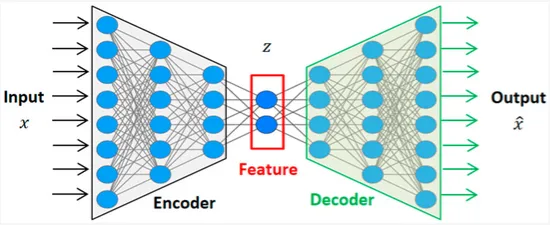 z
Input
x
Output
x̂
Feature
Encoder
Decoder